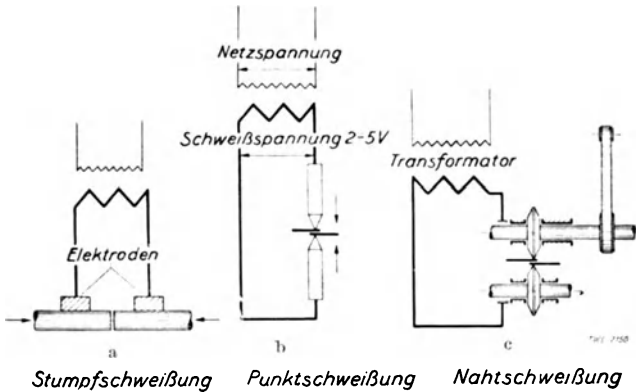 Netzspannung
Schweißspannung 2-5V
Transformator
Elektroden
a
b
c
Stumpfschweißung
Punktschweißung
Nahtschweißung